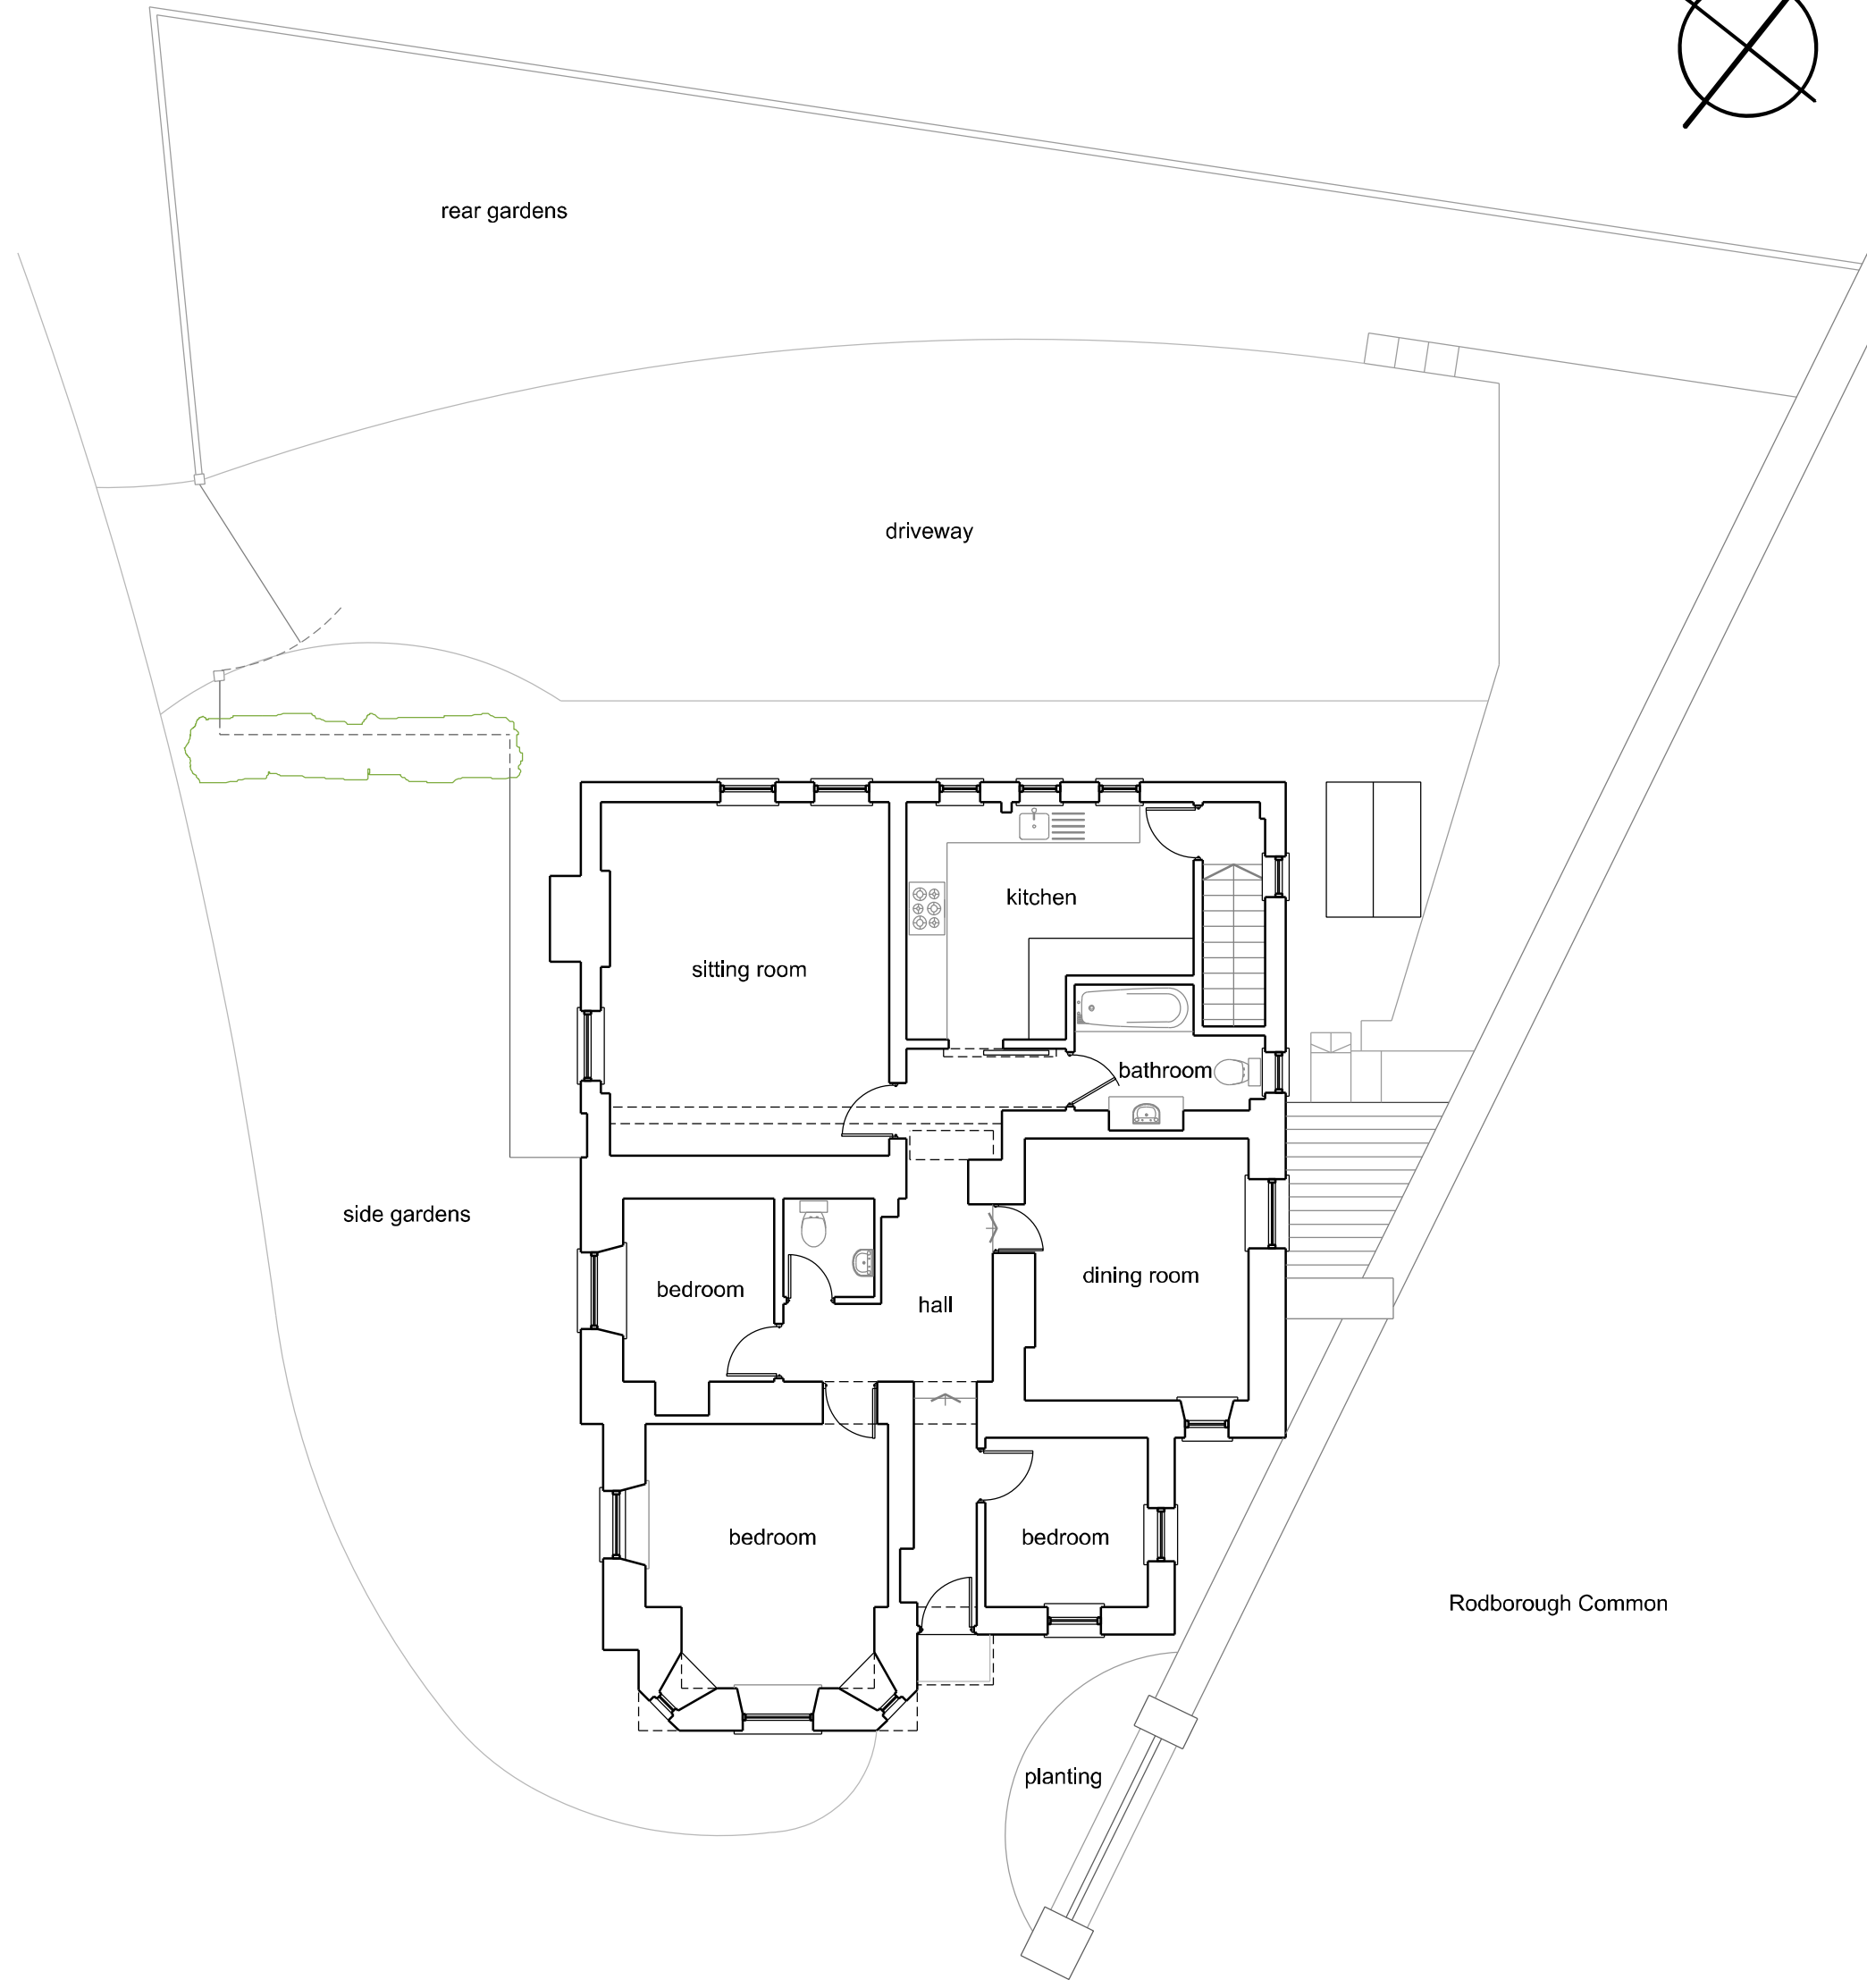 rear gardens
driveway
kitchen
sitting room
bathroom
side gardens
dining room
bedroom
hall
bedroom
bedroom
Rodborough Common
planting